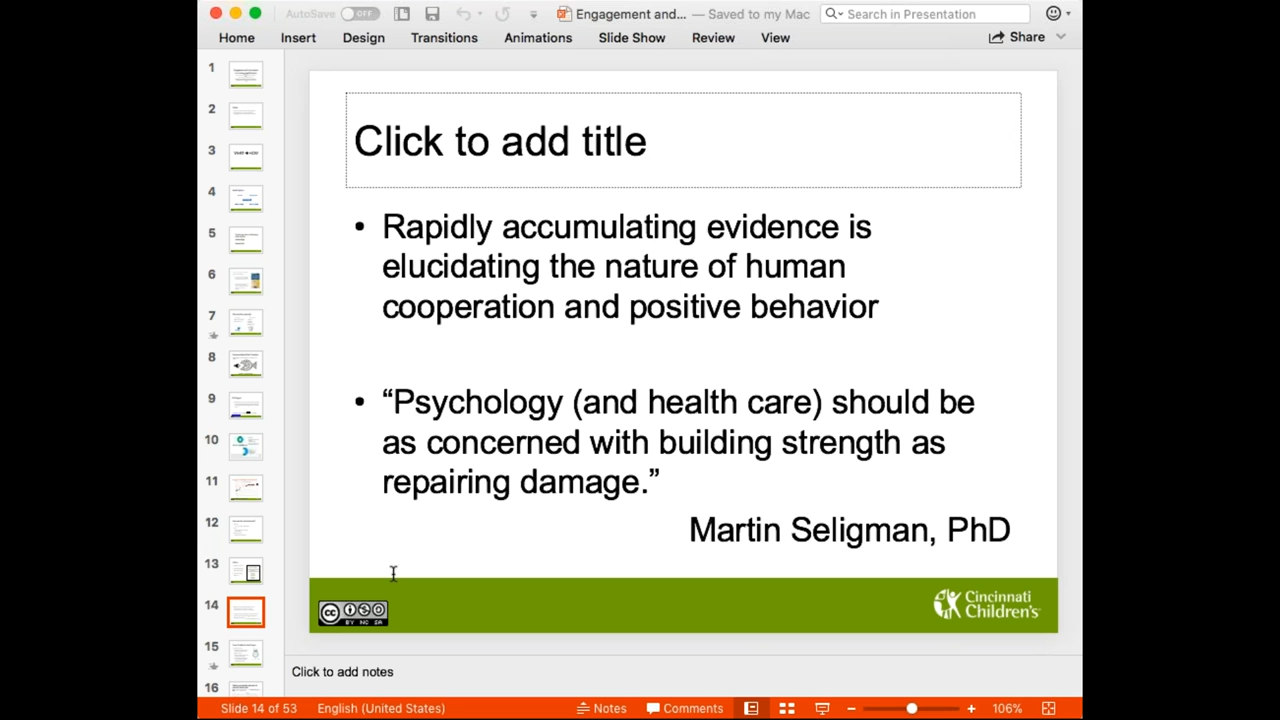 AutoSave OFF Engagement and... — Saved to my Mac Search in Presentation
Home Insert Design Transitions Animations Slide Show Review View Share
1
2
3
4
5
6
7
8
9
10
11
12
13
14
15
16
Click to add title
• Rapidly accumulating evidence is
elucidating the nature of human
cooperation and positive behavior
• “Psychology (and health care) should be
as concerned with building strength as
repairing damage.”
Martin Seligman, PhD
cc BY NC SA
Cincinnati
Children's
Click to add notes
Slide 14 of 53 English (United States) Notes Comments 106%